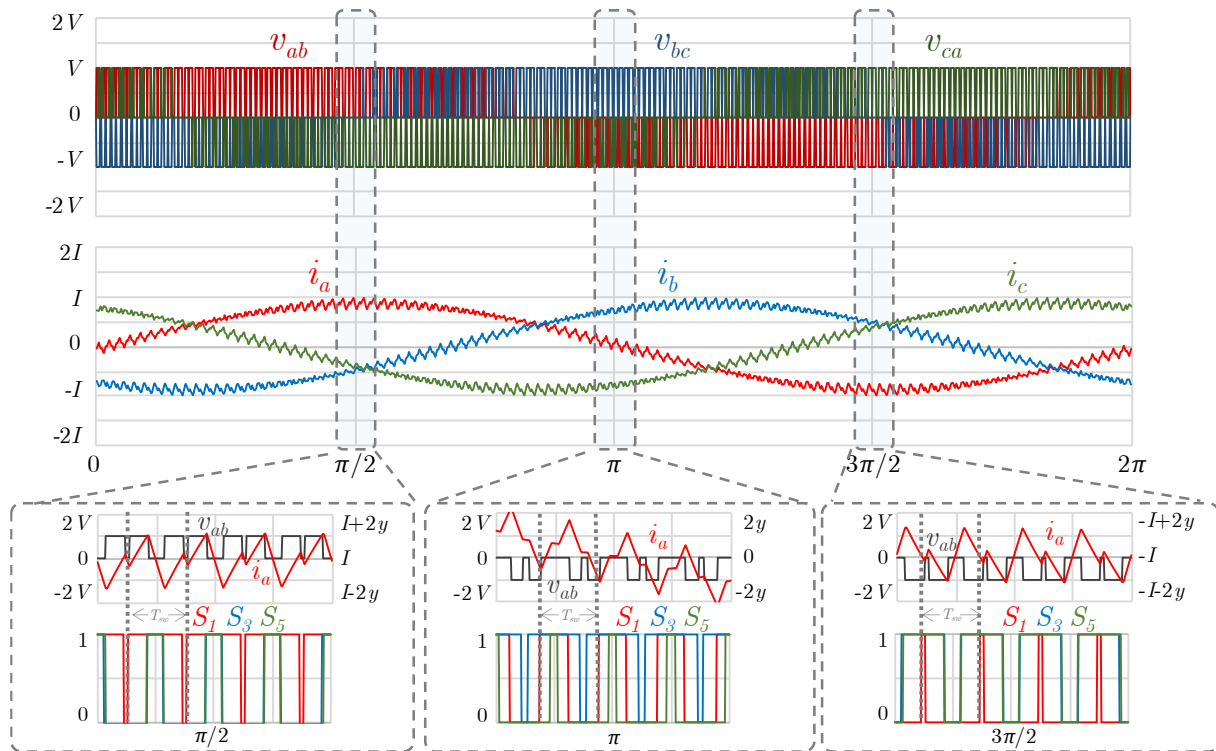 2V
v_ab v_bc v_ca
V
0
-V
-2V
2I
i_a i_b i_c
I
0
-I
-2I
0 π/2 π 3π/2 2π
2V v_ab I+2y
0 I
-2V i_a I-2y
T_sw S_1 S_3 S_5
1
0
π/2
2V i_a 2y
0 0
-2V v_ab -2y
T_sw S_1 S_3 S_5
1
0
π
2V i_a -I+2y
0 v_ab -I
-2V -I-2y
T_sw S_1 S_3 S_5
1
0
3π/2